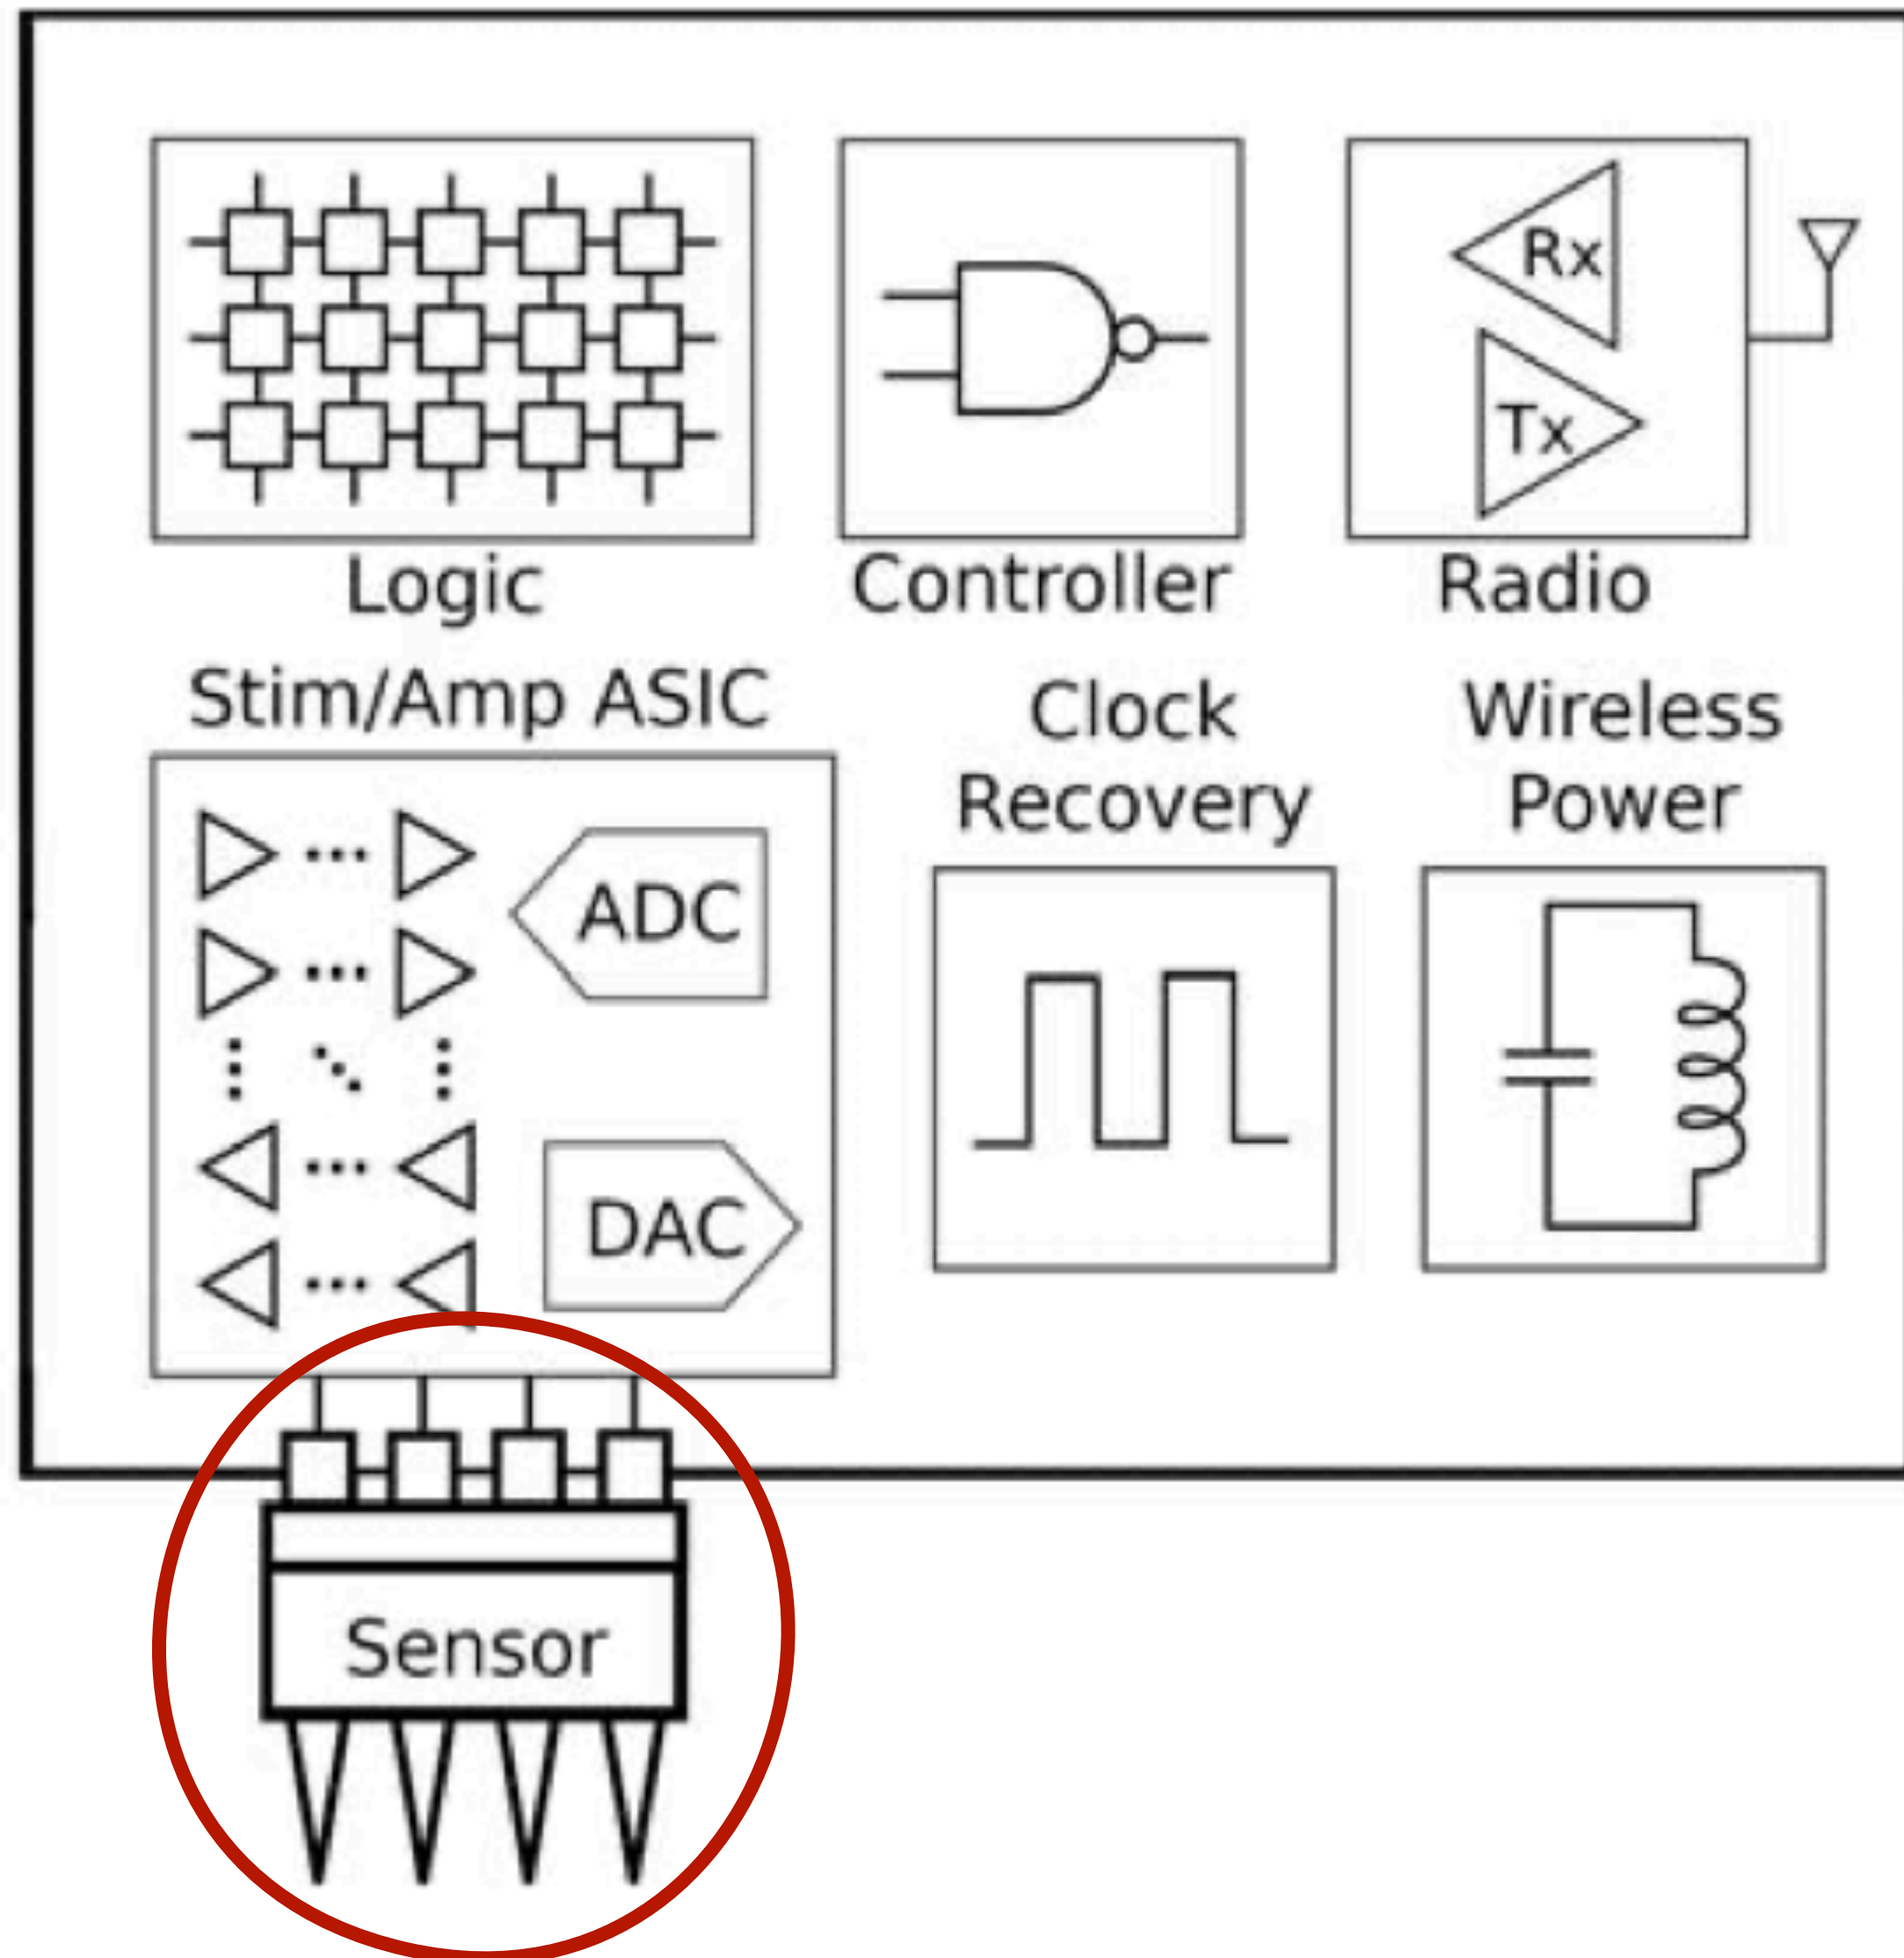 Rx
Tx
Logic
Controller
Radio
Stim/Amp ASIC
Clock
Recovery
Wireless
Power
ADC
DAC
Sensor